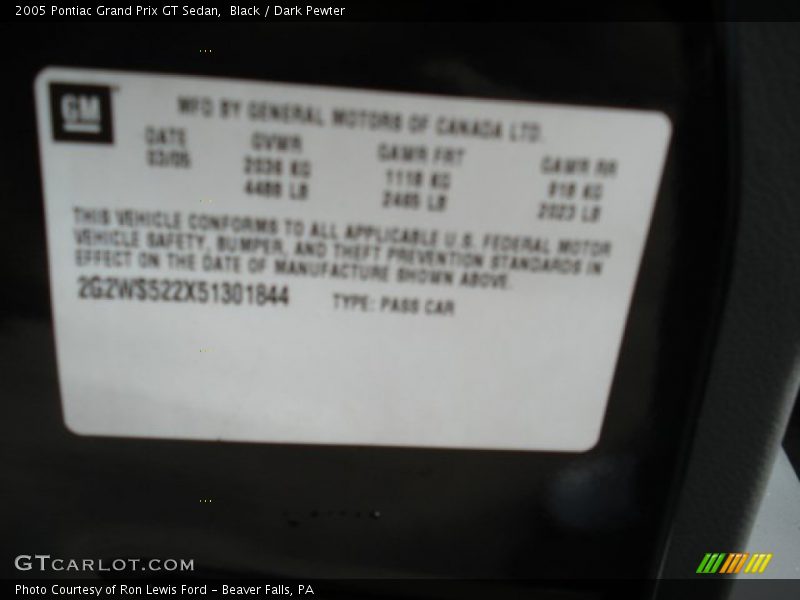 2005 Pontiac Grand Prix GT Sedan, Black / Dark Pewter
GM
MFD BY GENERAL MOTORS OF CANADA LTD.
DATE GVWR GAWR FRT GAWR RR
03/05 2036 KG 1118 KG 918 KG
4488 LB 2465 LB 2023 LB
THIS VEHICLE CONFORMS TO ALL APPLICABLE U.S. FEDERAL MOTOR
VEHICLE SAFETY, BUMPER, AND THEFT PREVENTION STANDARDS IN
EFFECT ON THE DATE OF MANUFACTURE SHOWN ABOVE.
2G2WS522X51301844 TYPE: PASS CAR
GTCARLOT.COM
Photo Courtesy of Ron Lewis Ford - Beaver Falls, PA